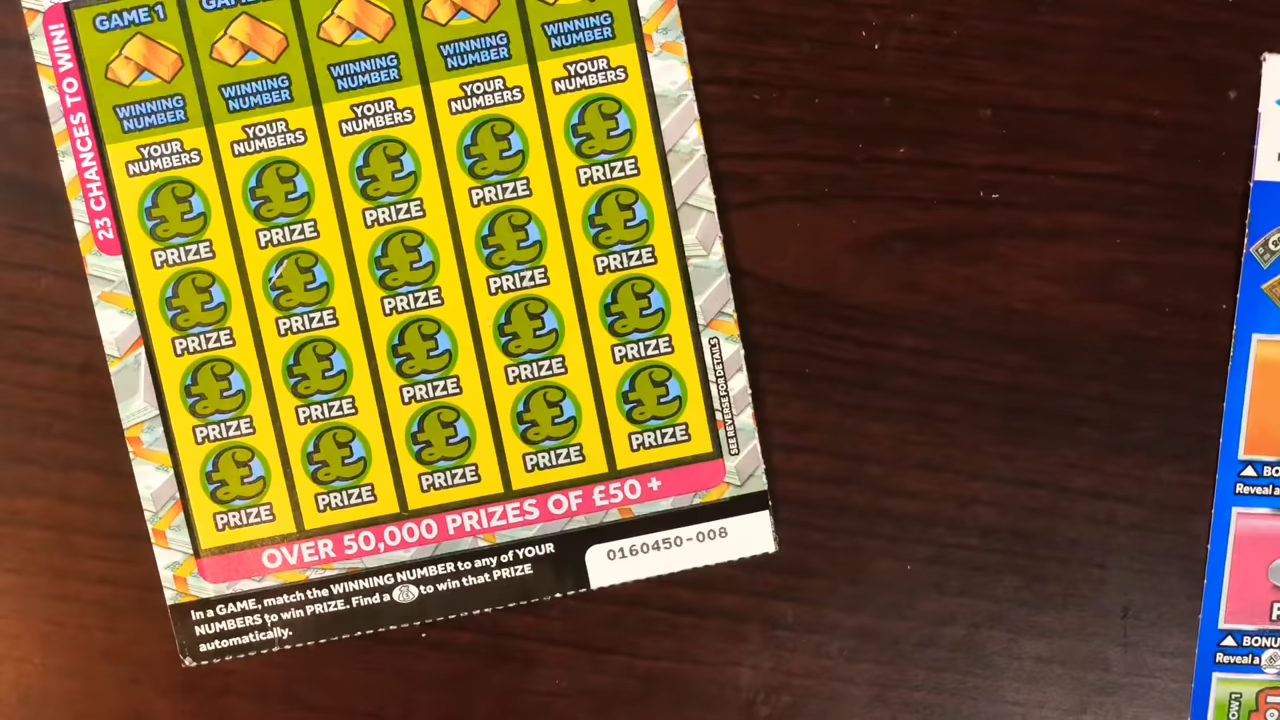 23 CHANCES TO WIN!
GAME 1
WINNING NUMBER
WINNING NUMBER
WINNING NUMBER
WINNING NUMBER
WINNING NUMBER
YOUR NUMBERS
YOUR NUMBERS
YOUR NUMBERS
YOUR NUMBERS
YOUR NUMBERS
£ £ £ £ £
PRIZE PRIZE PRIZE PRIZE PRIZE
£ £ £ £ £
PRIZE PRIZE PRIZE PRIZE PRIZE
£ £ £ £ £
PRIZE PRIZE PRIZE PRIZE PRIZE
£ £ £ £ £
PRIZE PRIZE PRIZE PRIZE PRIZE
SEE REVERSE FOR DETAILS
OVER 50,000 PRIZES OF £50 +
0160450-008
In a GAME, match the WINNING NUMBER to any of YOUR
NUMBERS to win PRIZE. Find a to win that PRIZE
automatically.
Reveal a
Reveal a